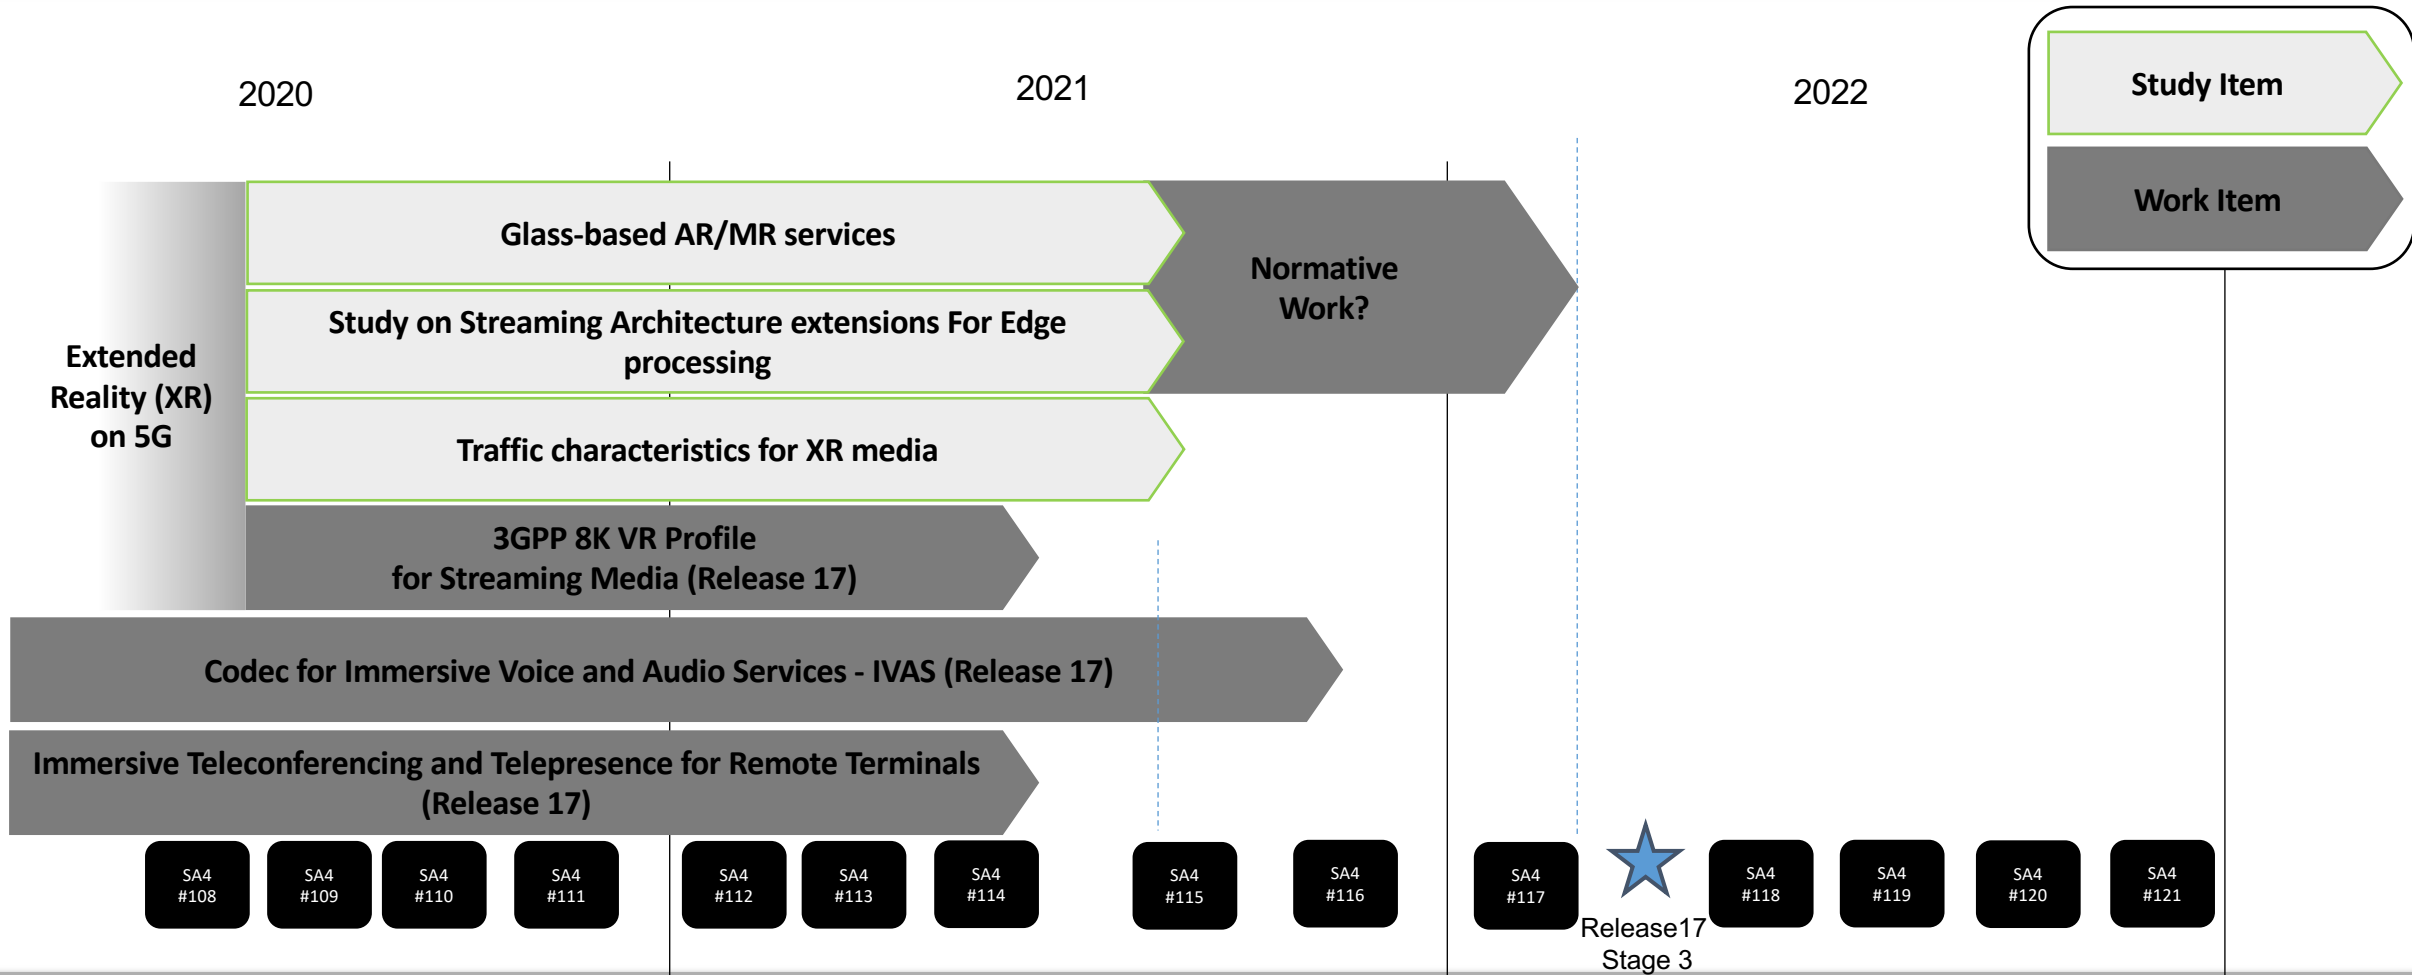 2020
2021
2022
Study Item
Work Item
Glass-based AR/MR services
Normative
Work?
Study on Streaming Architecture extensions For Edge
processing
Extended
Reality (XR)
on 5G
Traffic characteristics for XR media
3GPP 8K VR Profile
for Streaming Media (Release 17)
Codec for Immersive Voice and Audio Services - IVAS (Release 17)
Immersive Teleconferencing and Telepresence for Remote Terminals
(Release 17)
SA4
#108
SA4
#109
SA4
#110
SA4
#111
SA4
#112
SA4
#113
SA4
#114
SA4
#115
SA4
#116
SA4
#117
Release17
Stage 3
SA4
#118
SA4
#119
SA4
#120
SA4
#121